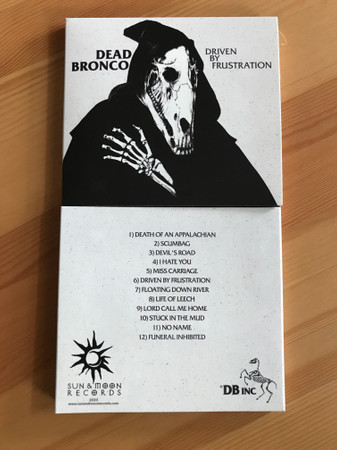 DEAD
BRONCO
DRIVEN
BY
FRUSTRATION
1) DEATH OF AN APPALACHIAN
2) SCUMBAG
3) DEVIL'S ROAD
4) I HATE YOU
5) MISS CARRIAGE
6) DRIVEN BY FRUSTRATION
7) FLOATING DOWN RIVER
8) LIFE OF LEECH
9) LORD CALL ME HOME
10) STUCK IN THE MUD
11) NO NAME
12) FUNERAL INHIBITED
SUN & MOON
RECORDS
2020
DB INC